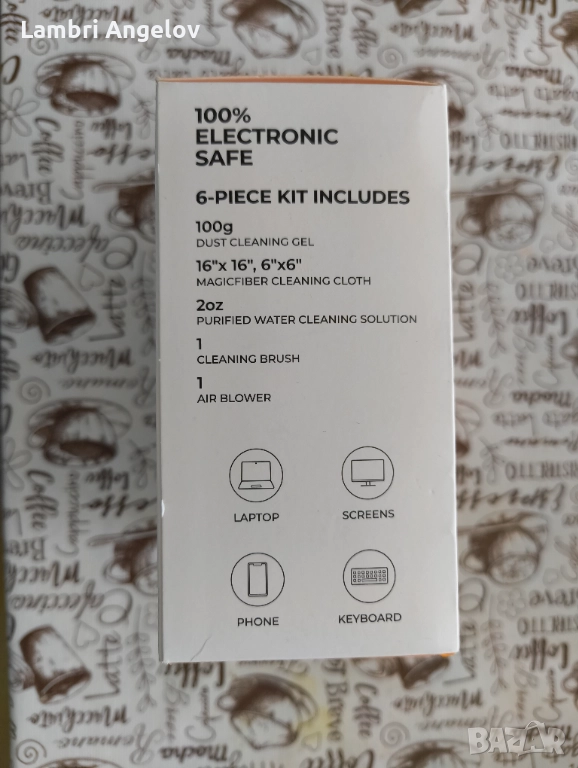 Lambri Angelov
100%
ELECTRONIC
SAFE
6-PIECE KIT INCLUDES
100g
DUST CLEANING GEL
16"x 16", 6"x6"
MAGICFIBER CLEANING CLOTH
2oz
PURIFIED WATER CLEANING SOLUTION
1
CLEANING BRUSH
1
AIR BLOWER
LAPTOP
SCREENS
PHONE
KEYBOARD
BAZAR